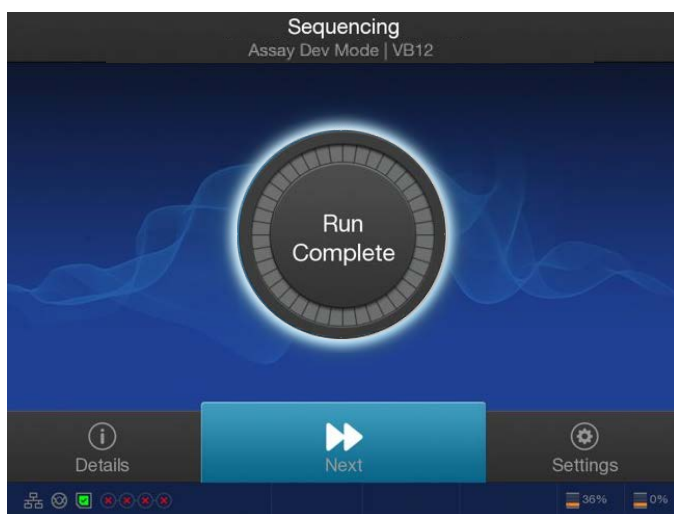 Sequencing
Assay Dev Mode | VB12
Run
Complete
Details
Next
Settings
36%
0%